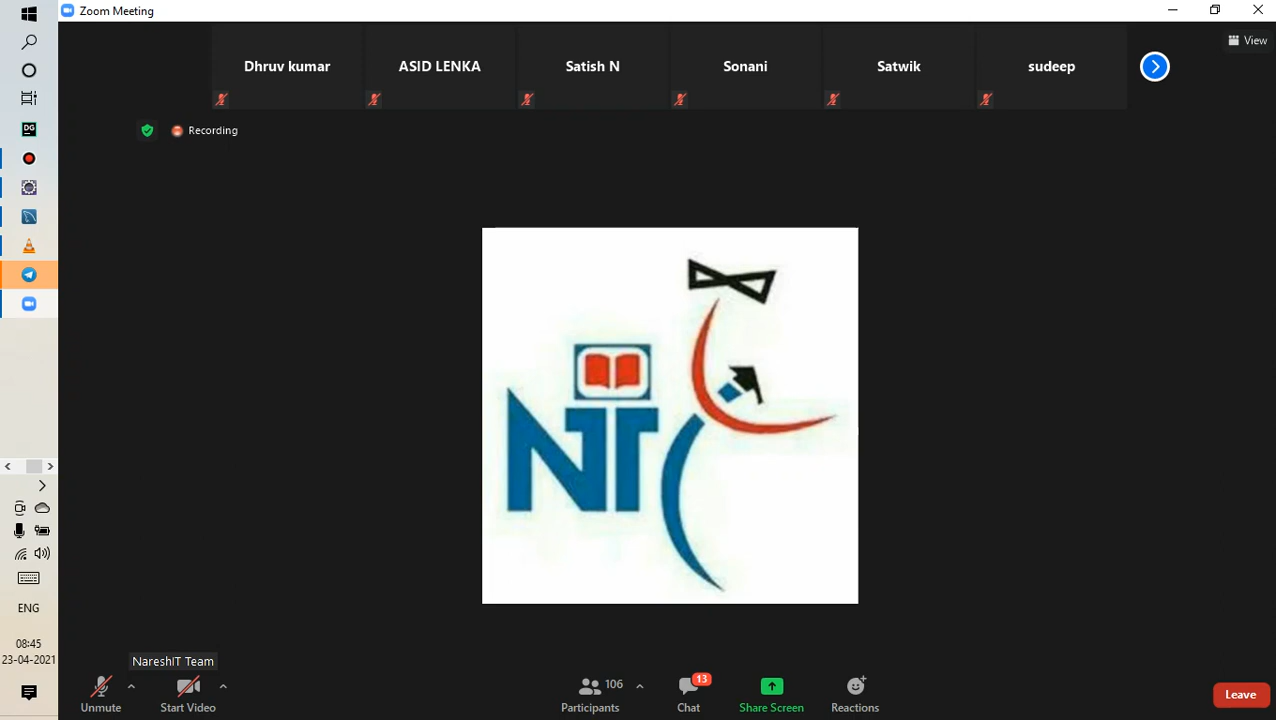 Zoom Meeting
View
Dhruv kumar
ASID LENKA
Satish N
Sonani
Satwik
sudeep
Recording
DG
NT
ENG
08:45
23-04-2021
NareshIT Team
Unmute
Start Video
106
Participants
13
Chat
Share Screen
Reactions
Leave